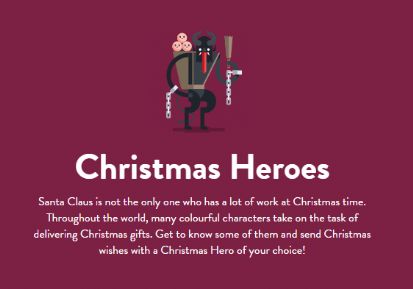 Christmas Heroes
Santa Claus is not the only one who has a lot of work at Christmas time.
Throughout the world, many colourful characters take on the task of
delivering Christmas gifts. Get to know some of them and send Christmas
wishes with a Christmas Hero of your choice!